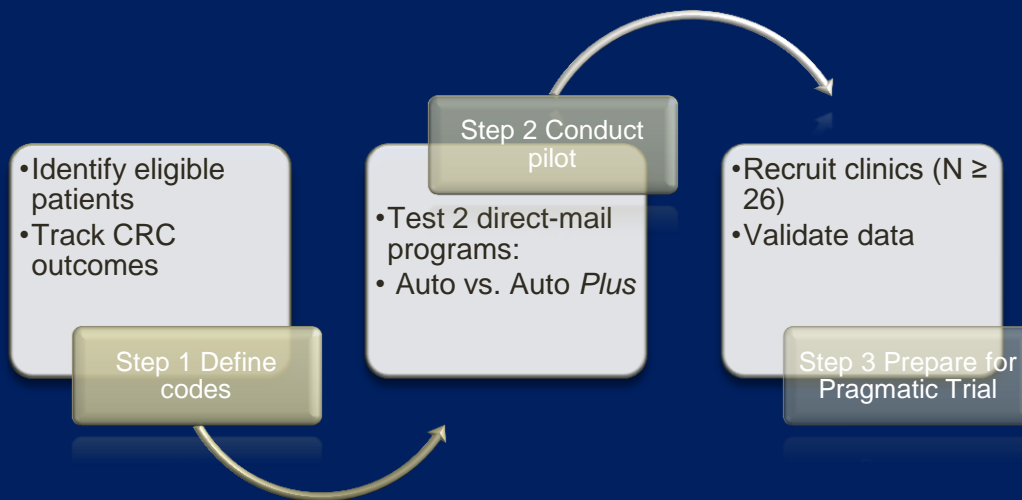 •Identify eligible
patients
•Track CRC
outcomes
Step 1 Define
codes
Step 2 Conduct
pilot
•Test 2 direct-mail
programs:
• Auto vs. Auto Plus
•Recruit clinics (N ≥
26)
•Validate data
Step 3 Prepare for
Pragmatic Trial